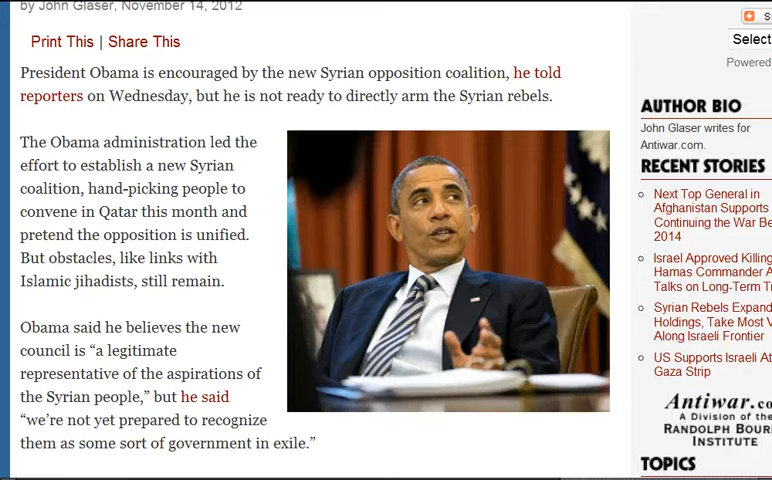 by John Glaser, November 14, 2012
Print This | Share This
President Obama is encouraged by the new Syrian opposition coalition, he told
reporters on Wednesday, but he is not ready to directly arm the Syrian rebels.
The Obama administration led the
effort to establish a new Syrian
coalition, hand-picking people to
convene in Qatar this month and
pretend the opposition is unified.
But obstacles, like links with
Islamic jihadists, still remain.
Obama said he believes the new
council is “a legitimate
representative of the aspirations of
the Syrian people,” but he said
“we’re not yet prepared to recognize
them as some sort of government in exile.”
S
Select
Powered
AUTHOR BIO
John Glaser writes for
Antiwar.com.
RECENT STORIES
Next Top General in
Afghanistan Supports
Continuing the War Be
2014
Israel Approved Killing
Hamas Commander A
Talks on Long-Term T
Syrian Rebels Expand
Holdings, Take Most V
Along Israeli Frontier
US Supports Israeli At
Gaza Strip
Antiwar.co
A Division of the
RANDOLPH BOUR
INSTITUTE
TOPICS